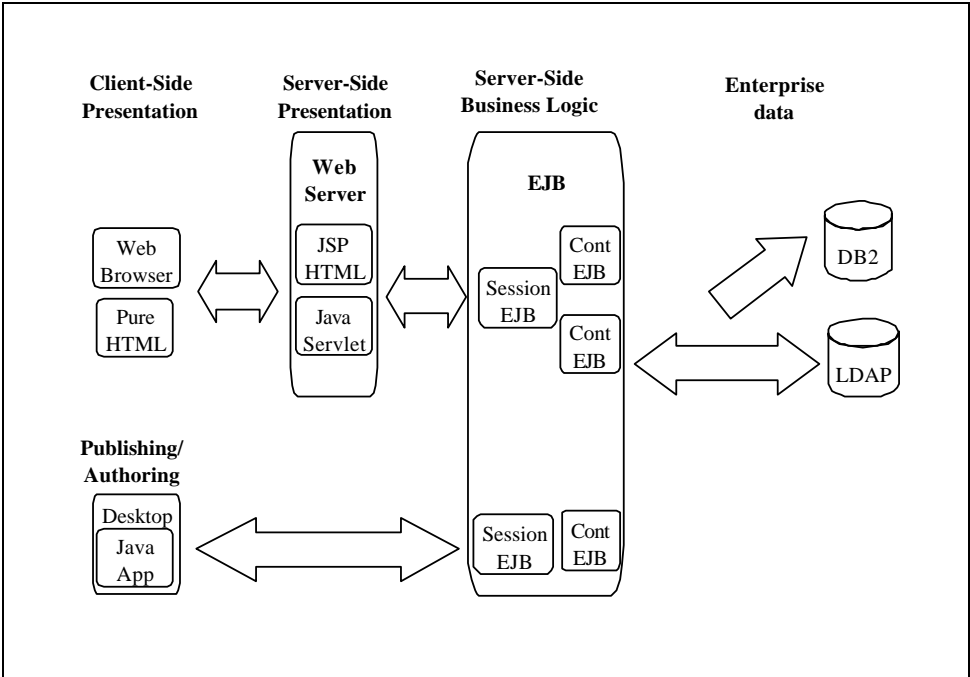 Client-Side
Presentation
Server-Side
Presentation
Server-Side
Business Logic
Enterprise
data
Web
Server
EJB
Web
Browser
Pure
HTML
JSP
HTML
Java
Servlet
Session
EJB
Cont
EJB
Cont
EJB
DB2
LDAP
Publishing/
Authoring
Desktop
Java
App
Session
EJB
Cont
EJB